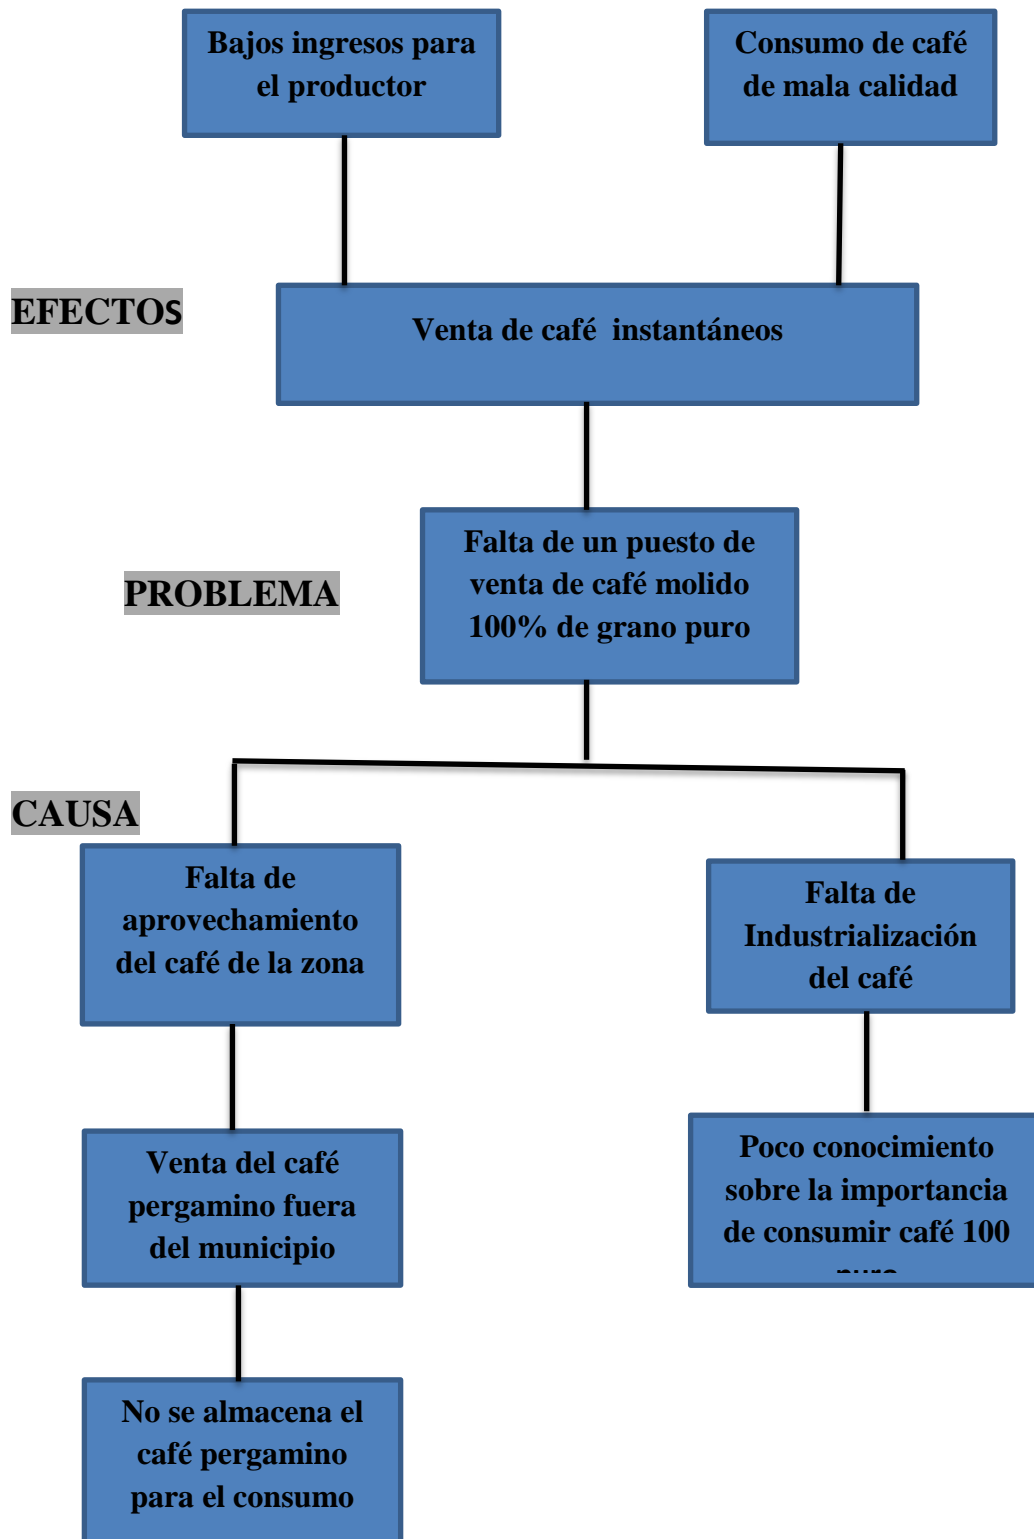 Bajos ingresos para
el productor
Consumo de café
de mala calidad
EFECTOS
Venta de café instantáneos
Falta de un puesto de
venta de café molido
100% de grano puro
PROBLEMA
CAUSA
Falta de
aprovechamiento
del café de la zona
Falta de
Industrialización
del café
Venta del café
pergamino fuera
del municipio
Poco conocimiento
sobre la importancia
de consumir café 100
No se almacena el
café pergamino
para el consumo